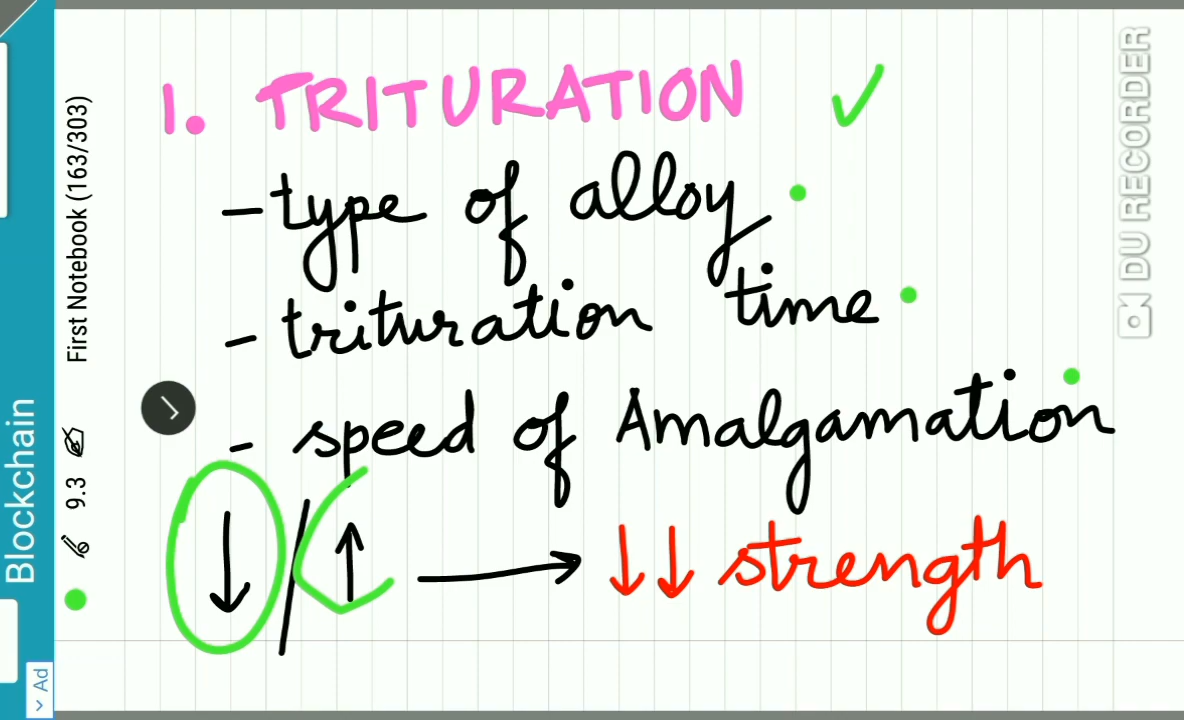 1. TRITURATION ✓
- type of alloy
- trituration time
- speed of Amalgamation
↓ / ↑ → ↓↓ strength
First Notebook (163/303)
9.3
Blockchain
Ad
DU RECORDER